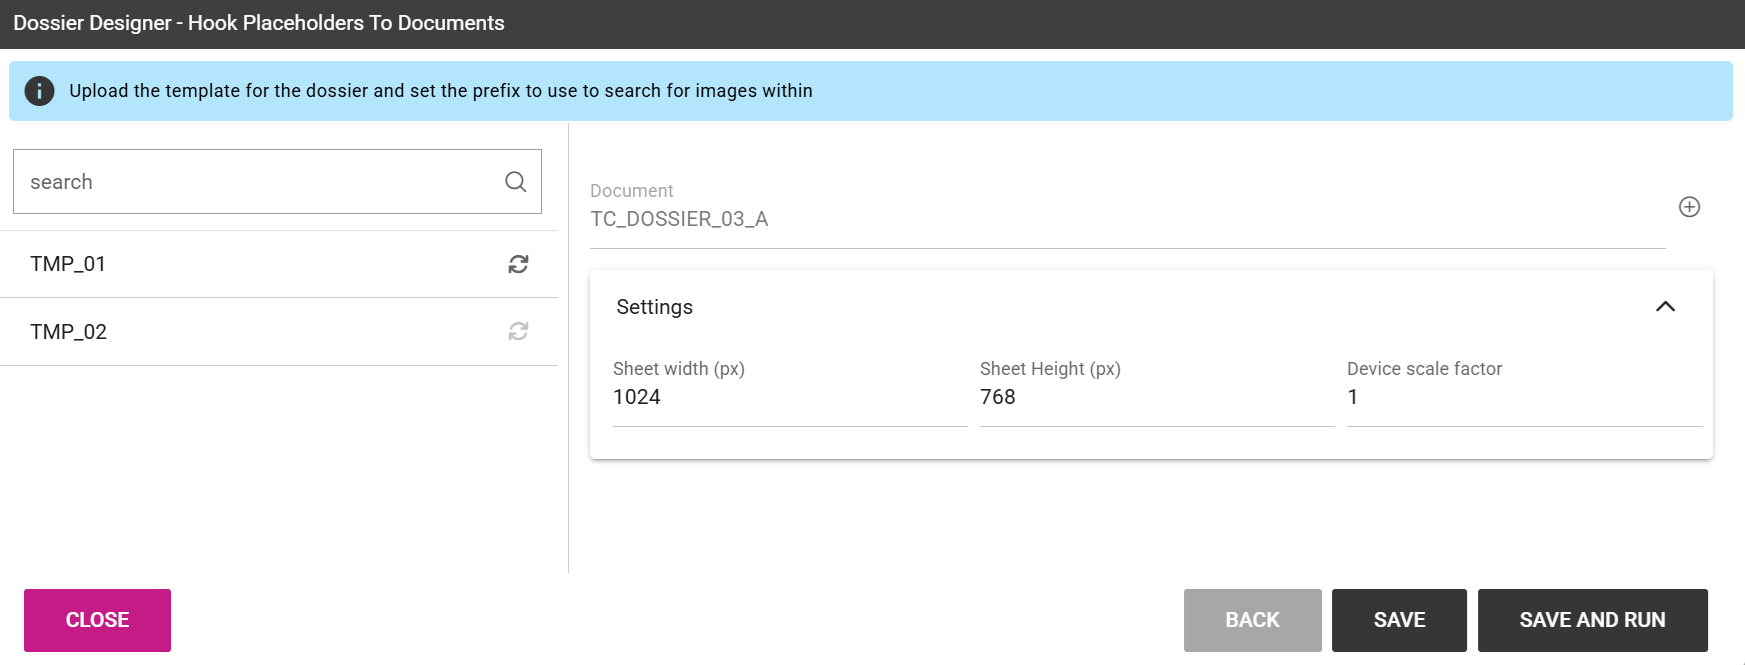 Dossier Designer - Hook Placeholders To Documents
Upload the template for the dossier and set the prefix to use to search for images within
search
TMP_01
TMP_02
Document
TC_DOSSIER_03_A
Settings
Sheet width (px)
1024
Sheet Height (px)
768
Device scale factor
1
CLOSE
BACK
SAVE
SAVE AND RUN